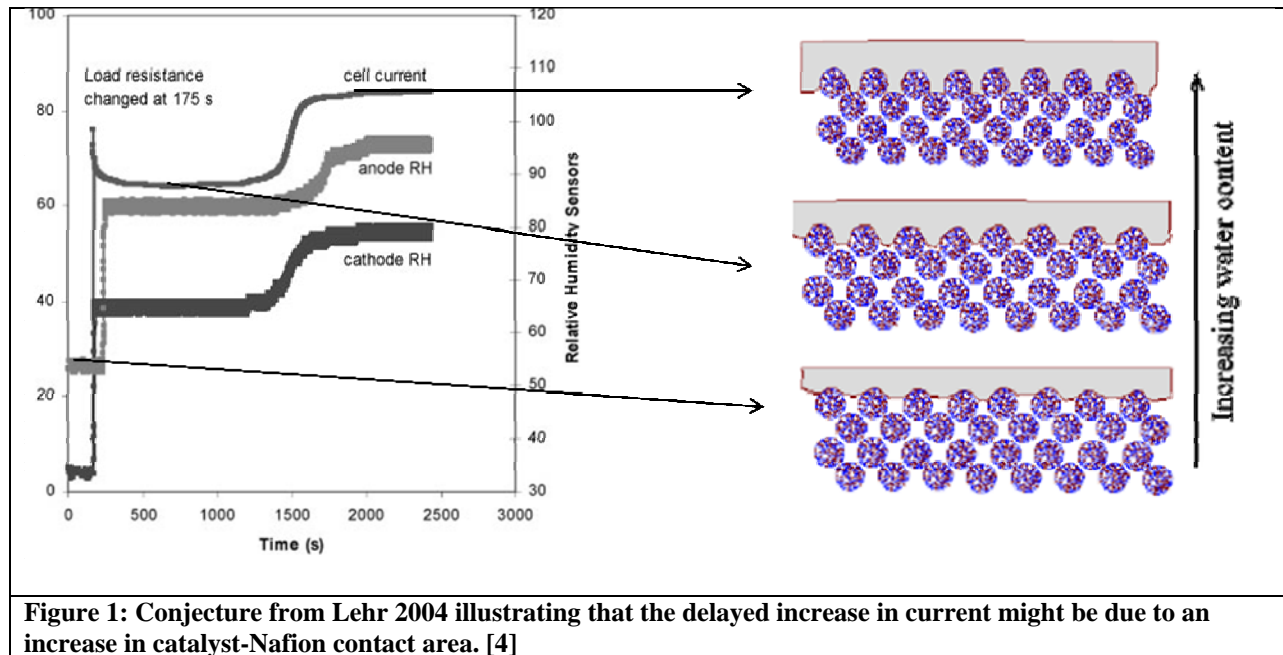 100
80
60
40
20
0
Load resistance
changed at 175 s
cell current
anode RH
cathode RH
120
110
100
90
80
70
60
50
40
30
Relative Humidity Sensors
0 500 1000 1500 2000 2500 3000
Time (s)
Increasing water content
Figure 1: Conjecture from Lehr 2004 illustrating that the delayed increase in current might be due to an
increase in catalyst-Nafion contact area. [4]